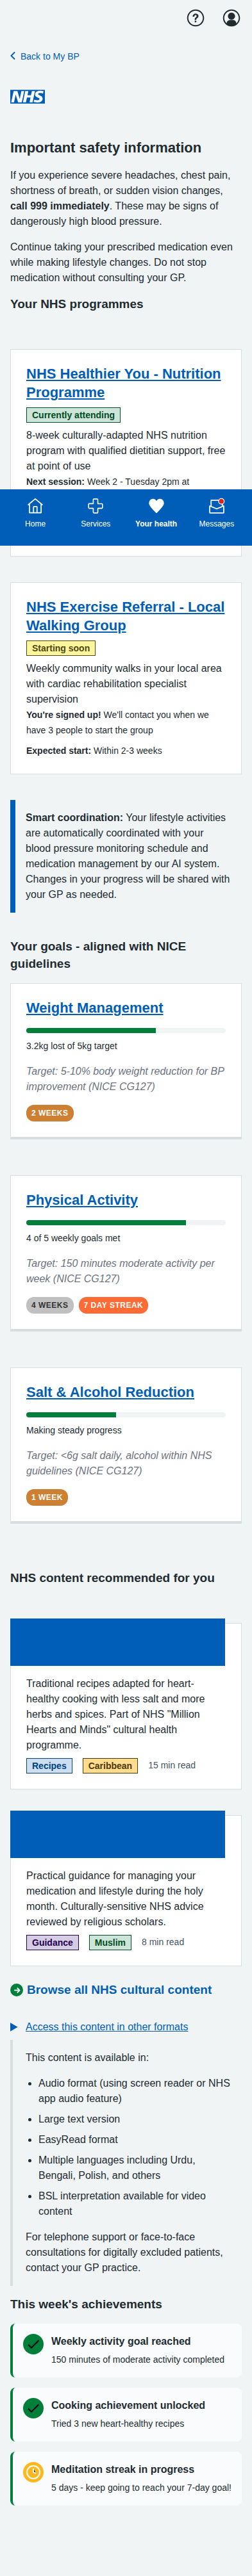 Back to My BP
NHS
Important safety information
If you experience severe headaches, chest pain,
shortness of breath, or sudden vision changes,
call 999 immediately. These may be signs of
dangerously high blood pressure.
Continue taking your prescribed medication even
while making lifestyle changes. Do not stop
medication without consulting your GP.
Your NHS programmes
NHS Healthier You - Nutrition
Programme
Currently attending
8-week culturally-adapted NHS nutrition
program with qualified dietitian support, free
at point of use
Next session: Week 2 - Tuesday 2pm at
Home
Services
Your health
Messages
NHS Exercise Referral - Local
Walking Group
Starting soon
Weekly community walks in your local area
with cardiac rehabilitation specialist
supervision
You're signed up! We'll contact you when we
have 3 people to start the group
Expected start: Within 2-3 weeks
Smart coordination: Your lifestyle activities
are automatically coordinated with your
blood pressure monitoring schedule and
medication management by our AI system.
Changes in your progress will be shared with
your GP as needed.
Your goals - aligned with NICE
guidelines
Weight Management
3.2kg lost of 5kg target
Target: 5-10% body weight reduction for BP
improvement (NICE CG127)
2 WEEKS
Physical Activity
4 of 5 weekly goals met
Target: 150 minutes moderate activity per
week (NICE CG127)
4 WEEKS
7 DAY STREAK
Salt & Alcohol Reduction
Making steady progress
Target: <6g salt daily, alcohol within NHS
guidelines (NICE CG127)
1 WEEK
NHS content recommended for you
Traditional recipes adapted for heart-
healthy cooking with less salt and more
herbs and spices. Part of NHS "Million
Hearts and Minds" cultural health
programme.
Recipes
Caribbean
15 min read
Practical guidance for managing your
medication and lifestyle during the holy
month. Culturally-sensitive NHS advice
reviewed by religious scholars.
Guidance
Muslim
8 min read
Browse all NHS cultural content
Access this content in other formats
This content is available in:
• Audio format (using screen reader or NHS
app audio feature)
• Large text version
• EasyRead format
• Multiple languages including Urdu,
Bengali, Polish, and others
• BSL interpretation available for video
content
For telephone support or face-to-face
consultations for digitally excluded patients,
contact your GP practice.
This week's achievements
Weekly activity goal reached
150 minutes of moderate activity completed
Cooking achievement unlocked
Tried 3 new heart-healthy recipes
Meditation streak in progress
5 days - keep going to reach your 7-day goal!